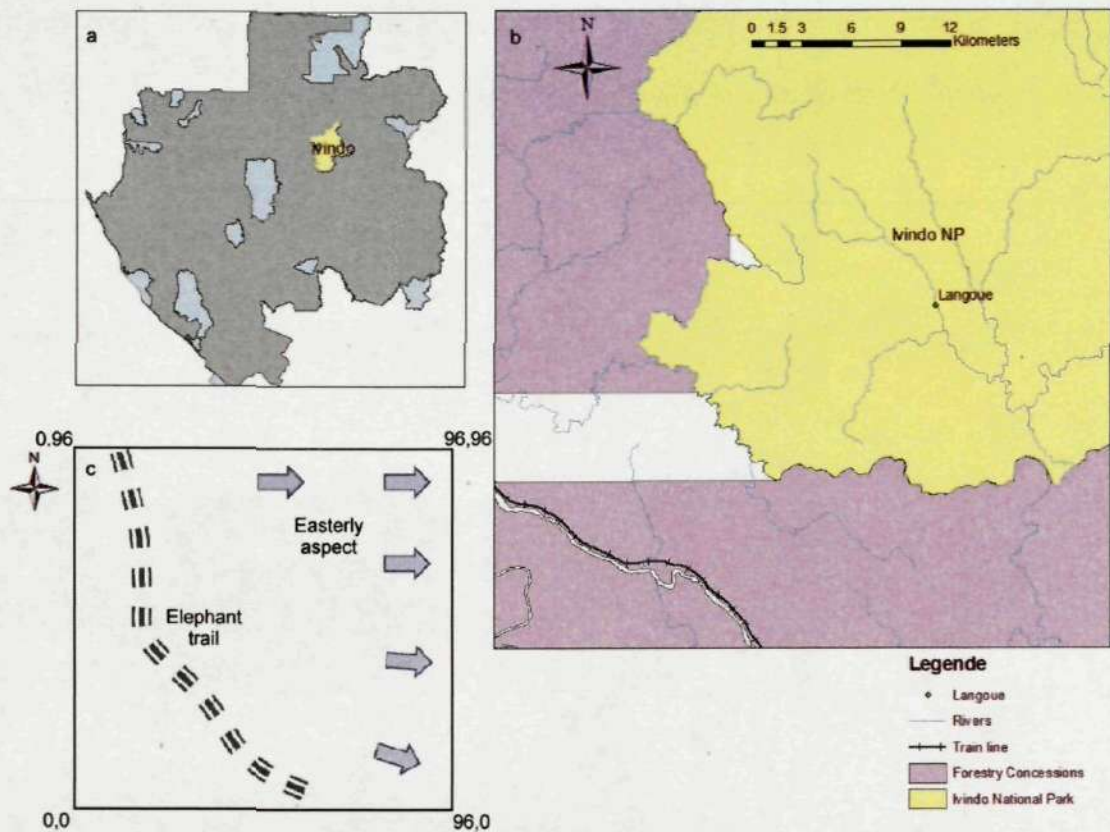 a
Ivindo
b
N
0 1.5 3 6 9 12
Kilometers
Ivindo NP
Langoue
0.96
96,96
N
c
Easterly
aspect
Elephant
trail
0,0
96,0
Legende
Langoue
Rivers
Train line
Forestry Concessions
Ivindo National Park